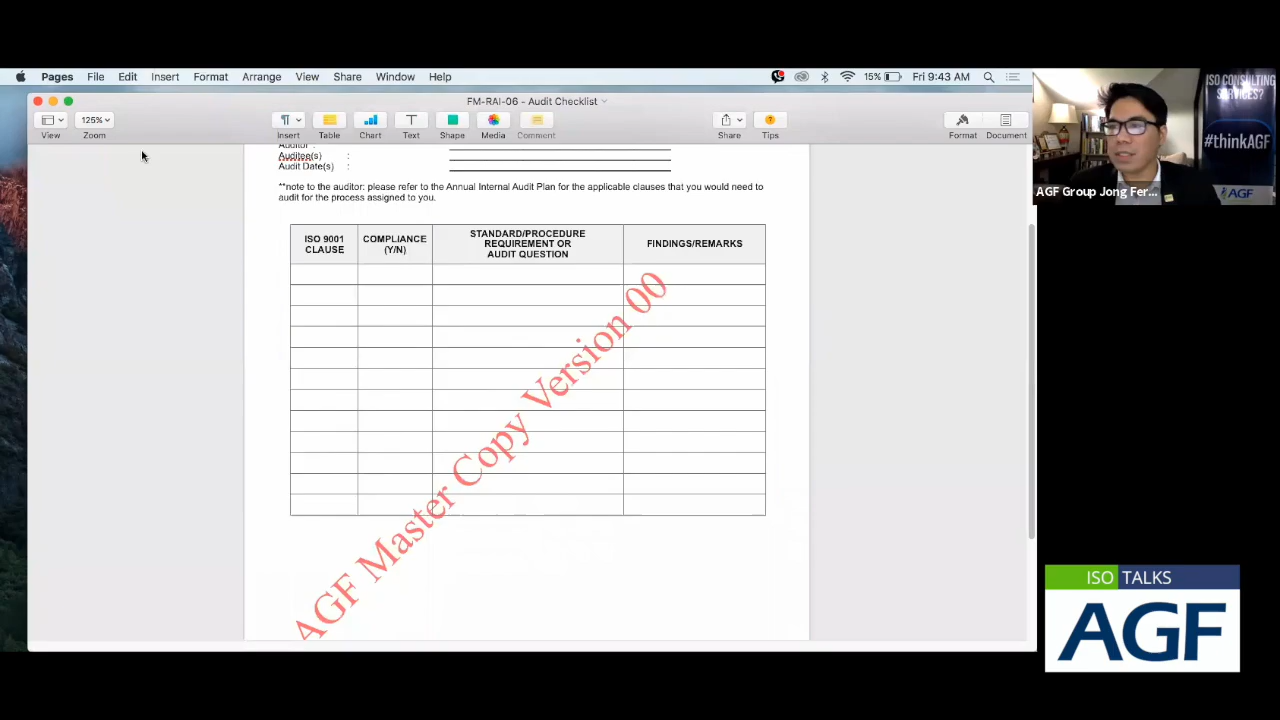 Pages File Edit Insert Format Arrange View Share Window Help 15% Fri 9:43 AM
FM-RAI-06 - Audit Checklist
125%
View Zoom Insert Table Chart Text Shape Media Comment Share Tips Format Document
Auditor :
Auditee(s) :
Audit Date(s) :
**note to the auditor: please refer to the Annual Internal Audit Plan for the applicable clauses that you would need to
audit for the process assigned to you.
ISO 9001
CLAUSE
COMPLIANCE
(Y/N)
STANDARD/PROCEDURE
REQUIREMENT OR
AUDIT QUESTION
FINDINGS/REMARKS
AGF Master Copy Version 00
ISO CONSULTING
SERVICES?
#thinkAGF
AGF
AGF Group Jong Fer...
ISO TALKS
AGF